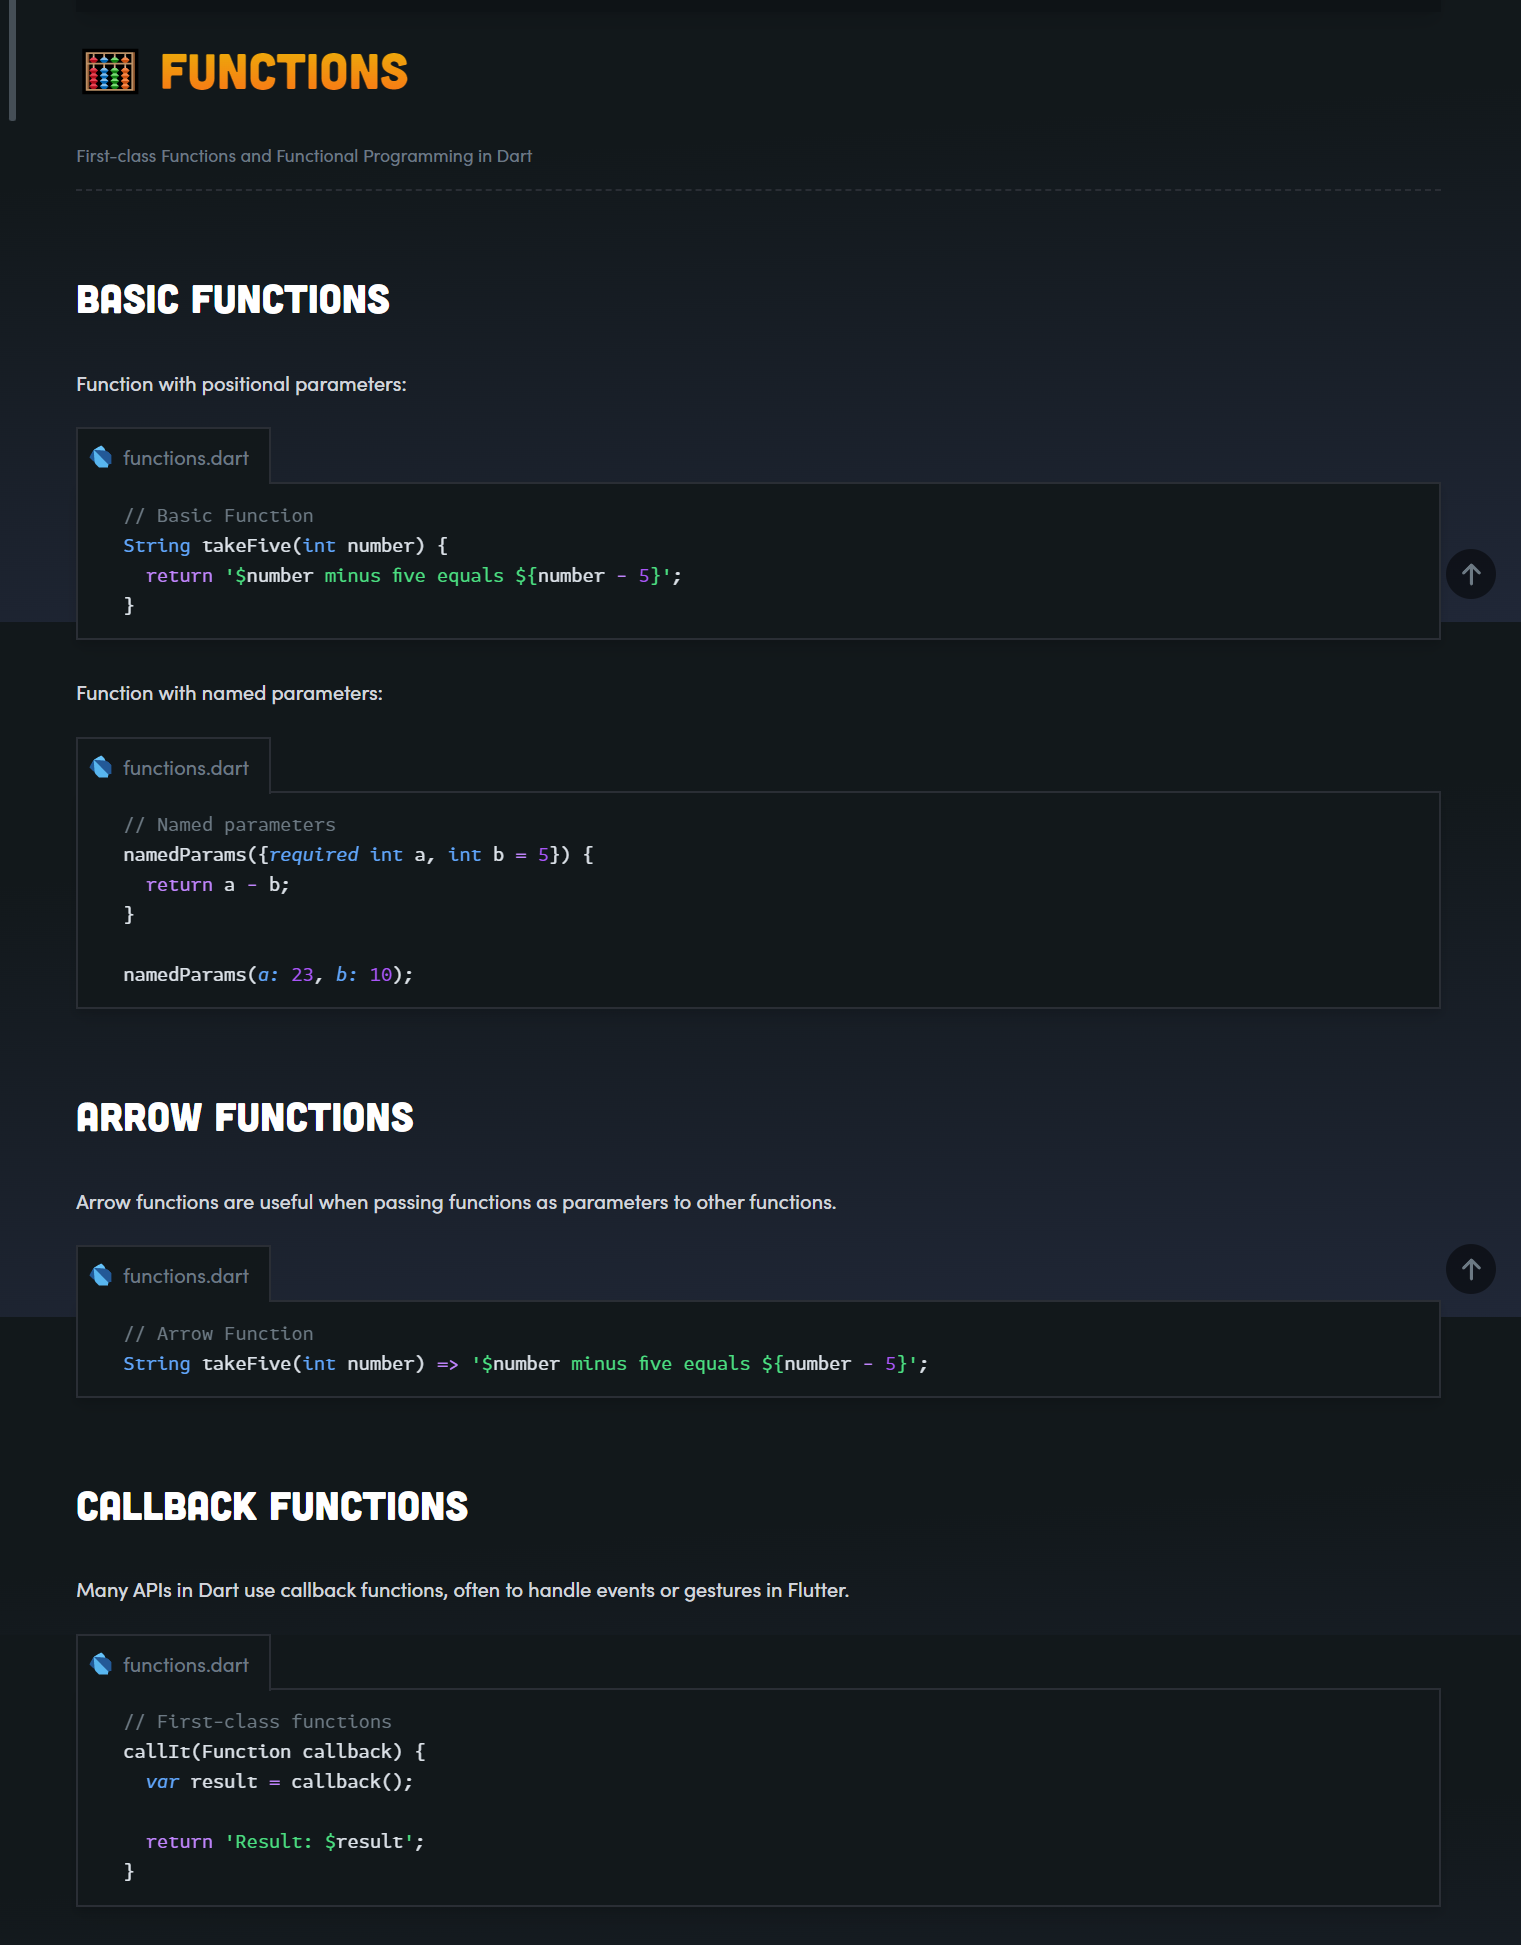 FUNCTIONS
First-class Functions and Functional Programming in Dart
BASIC FUNCTIONS
Function with positional parameters:
functions.dart
// Basic Function
String takeFive(int number) {
  return '$number minus five equals ${number - 5}';
}
Function with named parameters:
functions.dart
// Named parameters
namedParams({required int a, int b = 5}) {
  return a - b;
}
namedParams(a: 23, b: 10);
ARROW FUNCTIONS
Arrow functions are useful when passing functions as parameters to other functions.
functions.dart
// Arrow Function
String takeFive(int number) => '$number minus five equals ${number - 5}';
CALLBACK FUNCTIONS
Many APIs in Dart use callback functions, often to handle events or gestures in Flutter.
functions.dart
// First-class functions
callIt(Function callback) {
  var result = callback();
  return 'Result: $result';
}